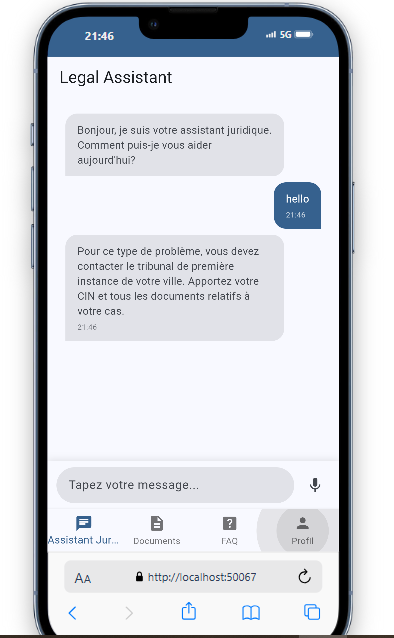 21:46
5G
Legal Assistant
Bonjour, je suis votre assistant juridique.
Comment puis-je vous aider
aujourd'hui?
hello
21:46
Pour ce type de problème, vous devez
contacter le tribunal de première
instance de votre ville. Apportez votre
CIN et tous les documents relatifs à
votre cas.
21:46
Tapez votre message...
Assistant Jur...
Documents
FAQ
Profil
AA
http://localhost:50067